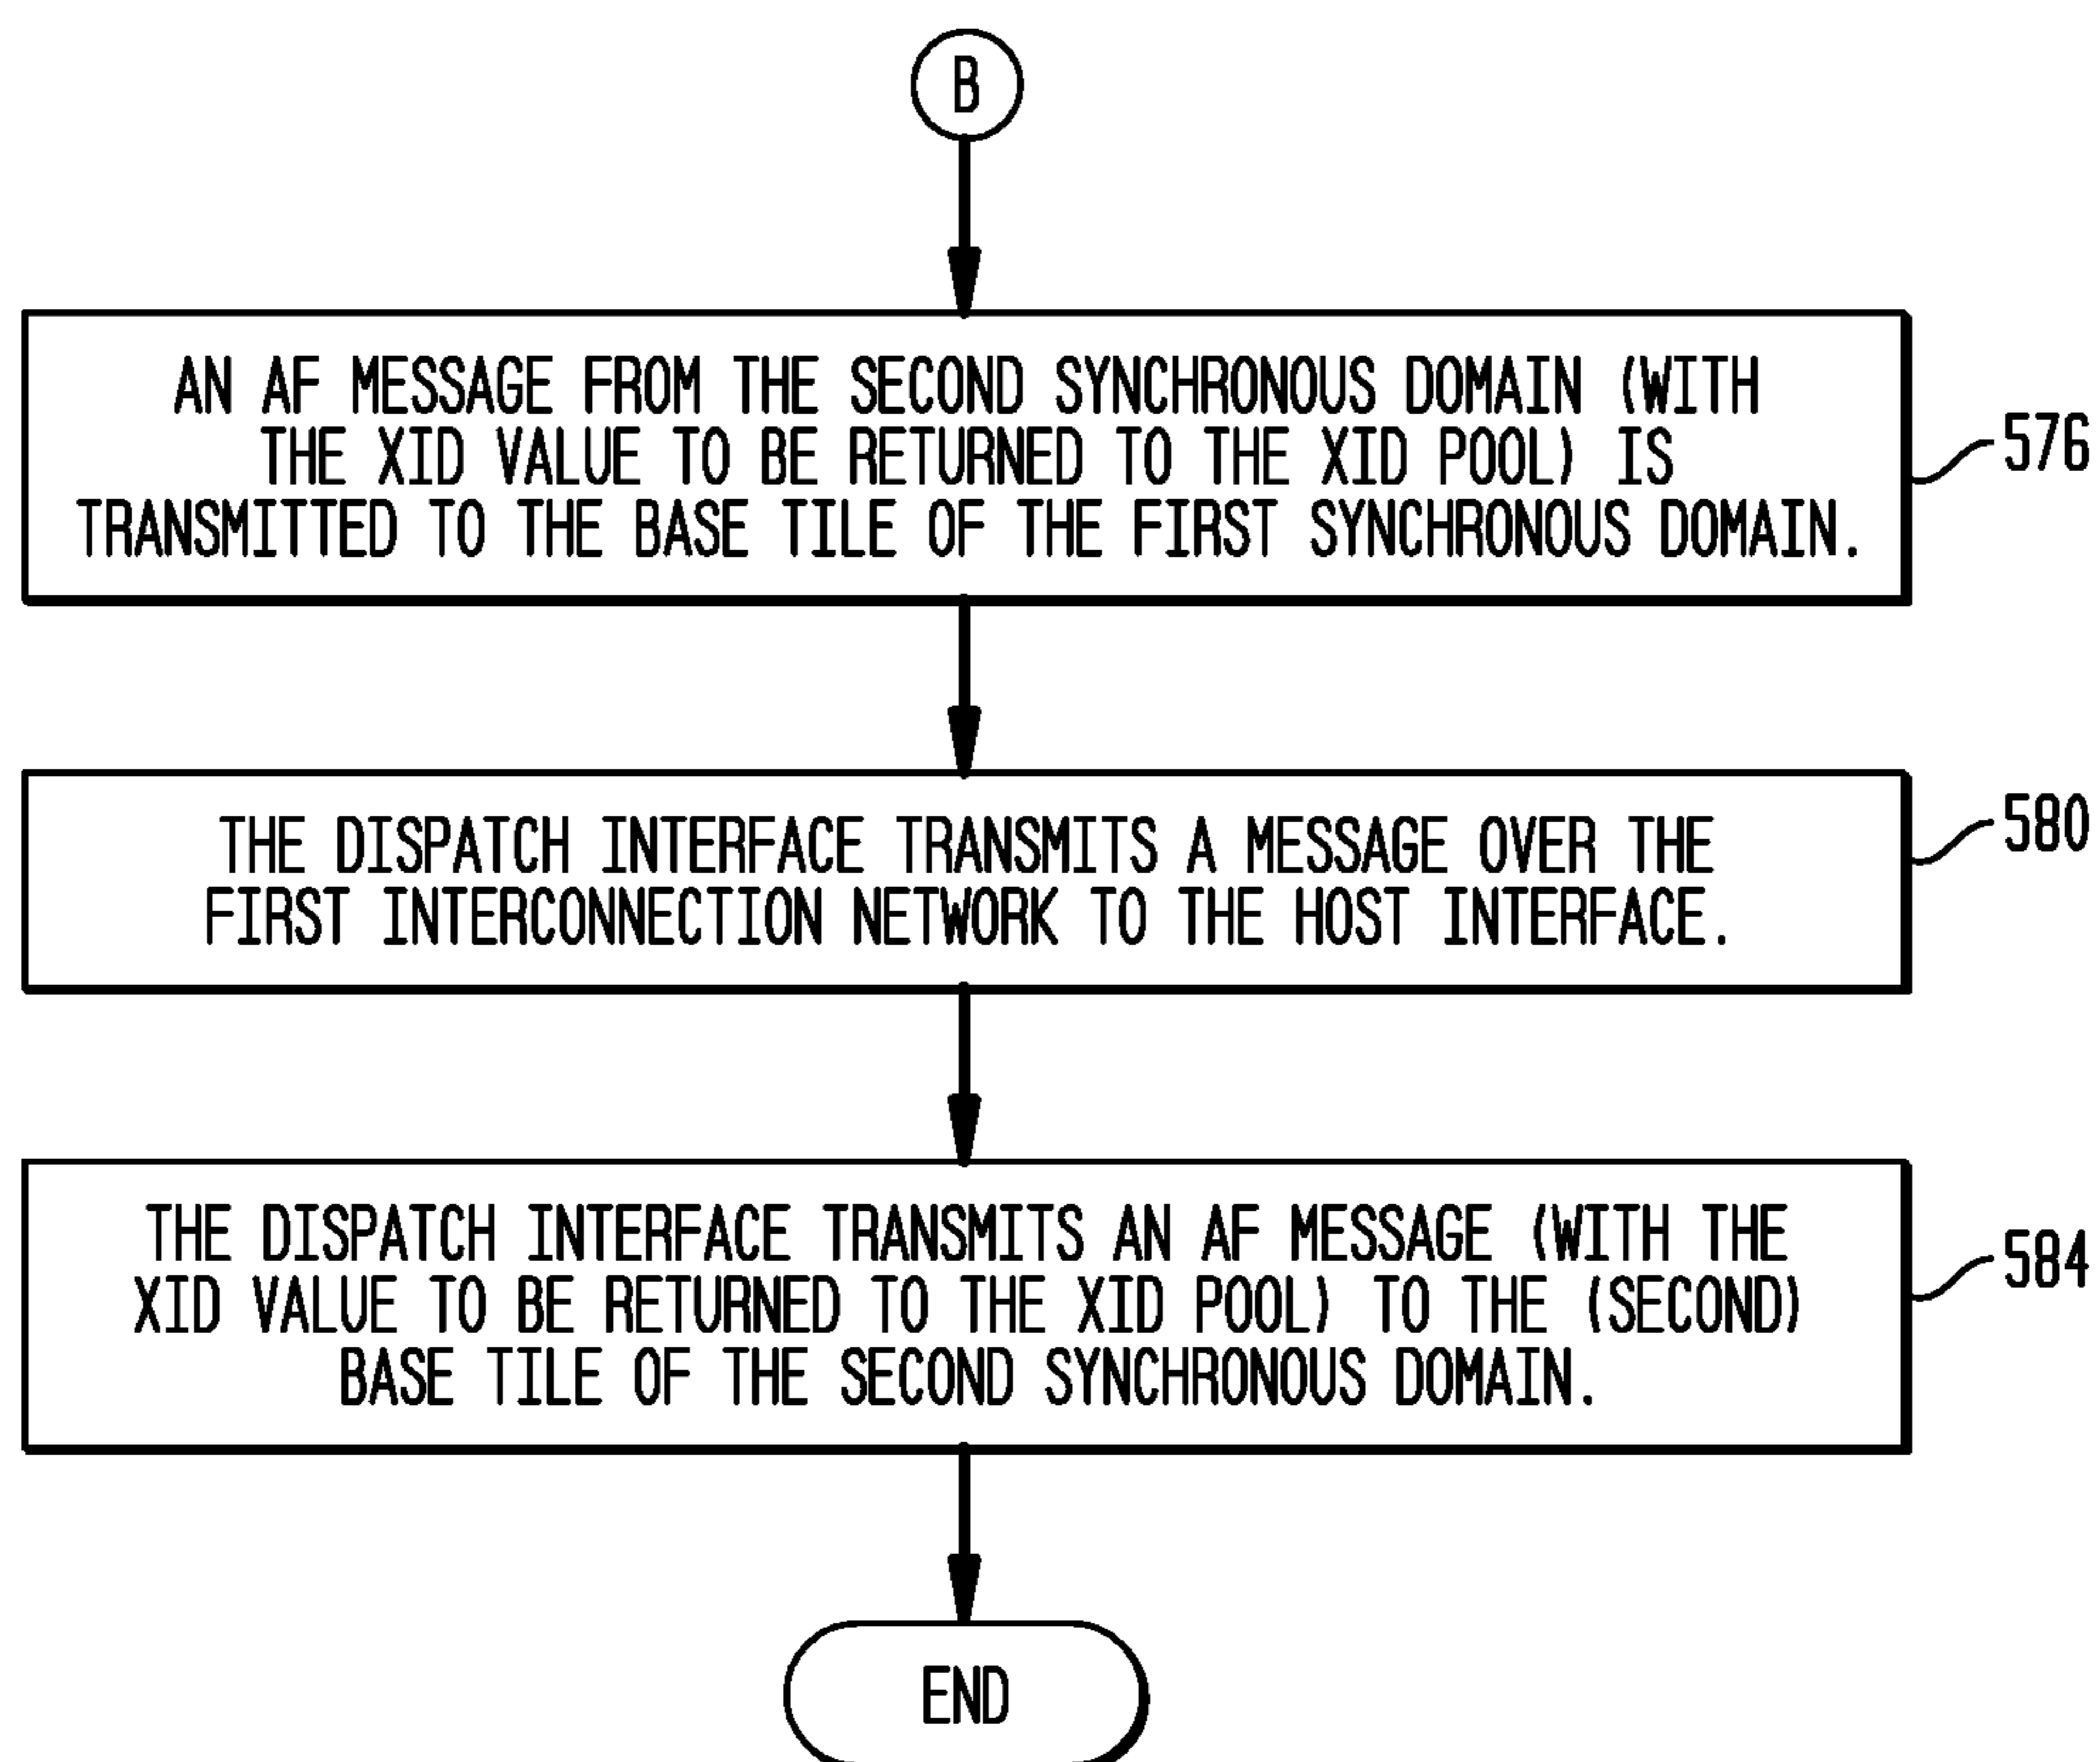 B
AN AF MESSAGE FROM THE SECOND SYNCHRONOUS DOMAIN (WITH
THE XID VALUE TO BE RETURNED TO THE XID POOL) IS
TRANSMITTED TO THE BASE TILE OF THE FIRST SYNCHRONOUS DOMAIN.
576
THE DISPATCH INTERFACE TRANSMITS A MESSAGE OVER THE
FIRST INTERCONNECTION NETWORK TO THE HOST INTERFACE.
580
THE DISPATCH INTERFACE TRANSMITS AN AF MESSAGE (WITH THE
XID VALUE TO BE RETURNED TO THE XID POOL) TO THE (SECOND)
BASE TILE OF THE SECOND SYNCHRONOUS DOMAIN.
584
END